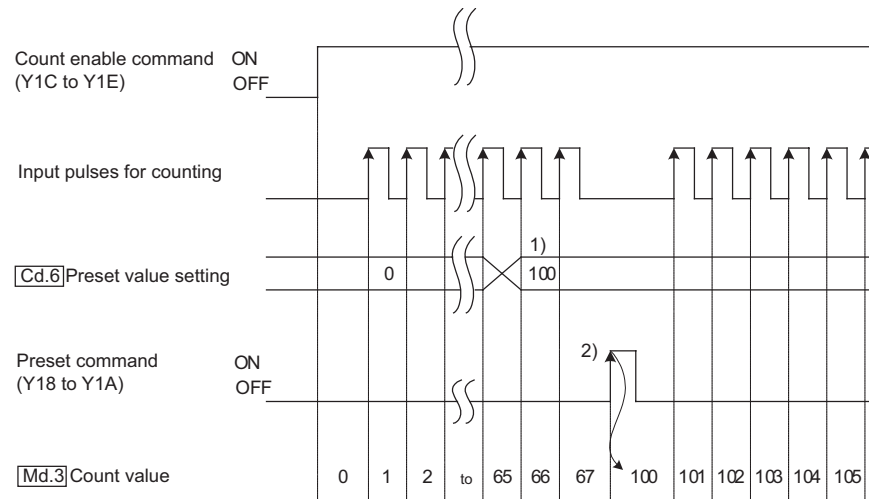 Count enable command ON
(Y1C to Y1E) OFF
Input pulses for counting
1)
Cd.6 Preset value setting 0 100
2)
Preset command ON
(Y18 to Y1A) OFF
Md.3 Count value 0 1 2 to 65 66 67 100 101 102 103 104 105